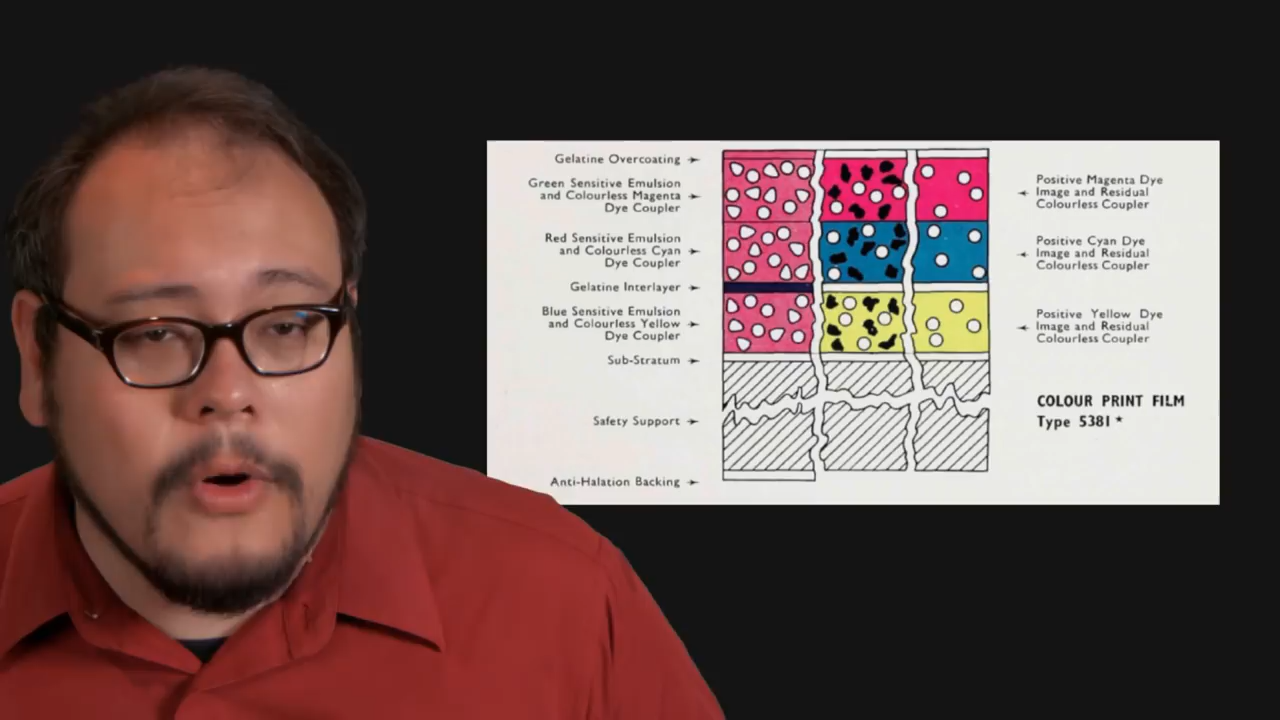 Gelatine Overcoating
Green Sensitive Emulsion
and Colourless Magenta
Dye Coupler
Red Sensitive Emulsion
and Colourless Cyan
Dye Coupler
Gelatine Interlayer
Blue Sensitive Emulsion
and Colourless Yellow
Dye Coupler
Sub-Stratum
Safety Support
Anti-Halation Backing
Positive Magenta Dye
Image and Residual
Colourless Coupler
Positive Cyan Dye
Image and Residual
Colourless Coupler
Positive Yellow Dye
Image and Residual
Colourless Coupler
COLOUR PRINT FILM
Type 5381 *